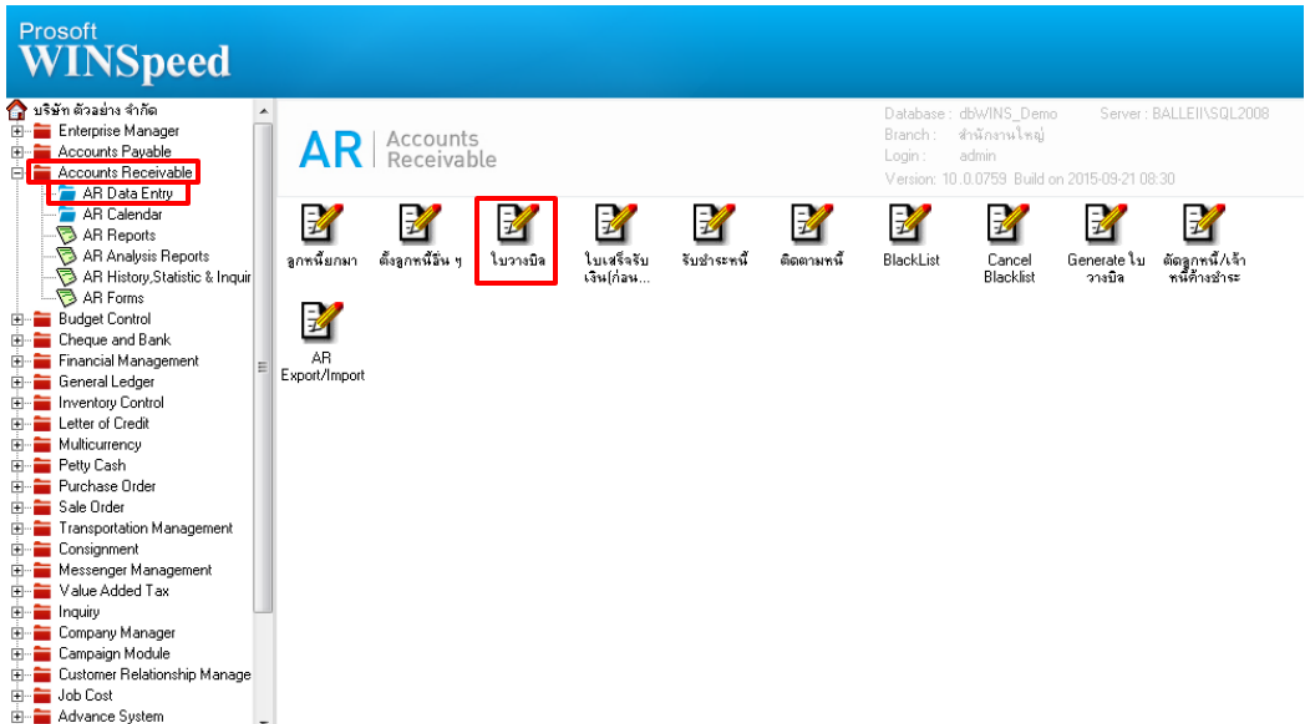 Prosoft
WINSpeed
บริษัท ตัวอย่าง จำกัด
Enterprise Manager
Accounts Payable
Accounts Receivable
AR Data Entry
AR Calendar
AR Reports
AR Analysis Reports
AR History,Statistic & Inquir
AR Forms
Budget Control
Cheque and Bank
Financial Management
General Ledger
Inventory Control
Letter of Credit
Multicurrency
Petty Cash
Purchase Order
Sale Order
Transportation Management
Consignment
Messenger Management
Value Added Tax
Inquiry
Company Manager
Campaign Module
Customer Relationship Manage
Job Cost
Advance System
AR Accounts
Receivable
Database : dbWINS_Demo Server : BALLEII\SQL2008
Branch : สำนักงานใหญ่
Login : admin
Version: 10.0.0759 Build on 2015-09-21 08:30
ลูกหนี้ยกมา
ตั้งลูกหนี้อื่น ๆ
ใบวางบิล
ใบเสร็จรับ
เงิน(ก่อน...
รับชำระหนี้
ติดตามหนี้
BlackList
Cancel
Blacklist
Generate ใบ
วางบิล
ตัดลูกหนี้/เจ้า
หนี้ค้างชำระ
AR
Export/Import